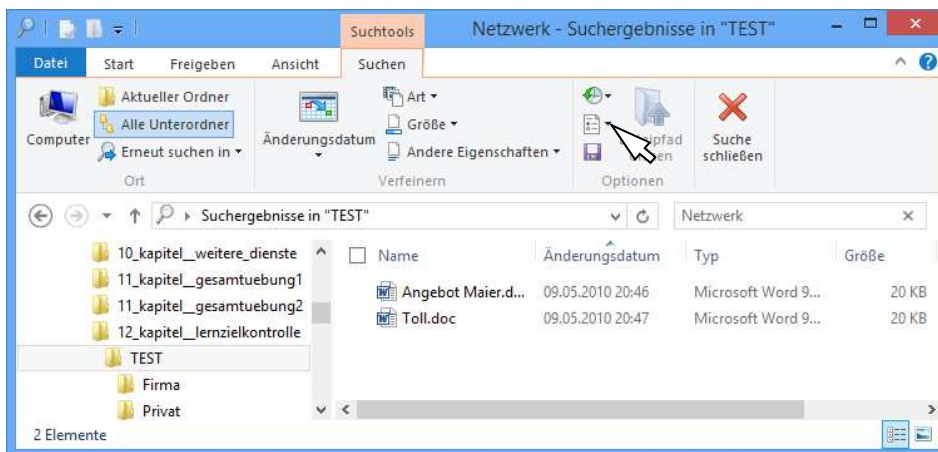 Suchtools
Netzwerk - Suchergebnisse in "TEST"
Datei Start Freigeben Ansicht Suchen
Computer
Aktueller Ordner
Alle Unterordner
Erneut suchen in
Ort
Änderungsdatum
Art
Größe
Andere Eigenschaften
Verfeinern
Optionen
Suche
schließen
Suchergebnisse in "TEST"
Netzwerk
10_kapitel__weitere_dienste
11_kapitel__gesamtuebung1
11_kapitel__gesamtuebung2
12_kapitel__lernzielkontrolle
TEST
Firma
Privat
Name Änderungsdatum Typ Größe
Angebot Maier.d... 09.05.2010 20:46 Microsoft Word 9... 20 KB
Toll.doc 09.05.2010 20:47 Microsoft Word 9... 20 KB
2 Elemente